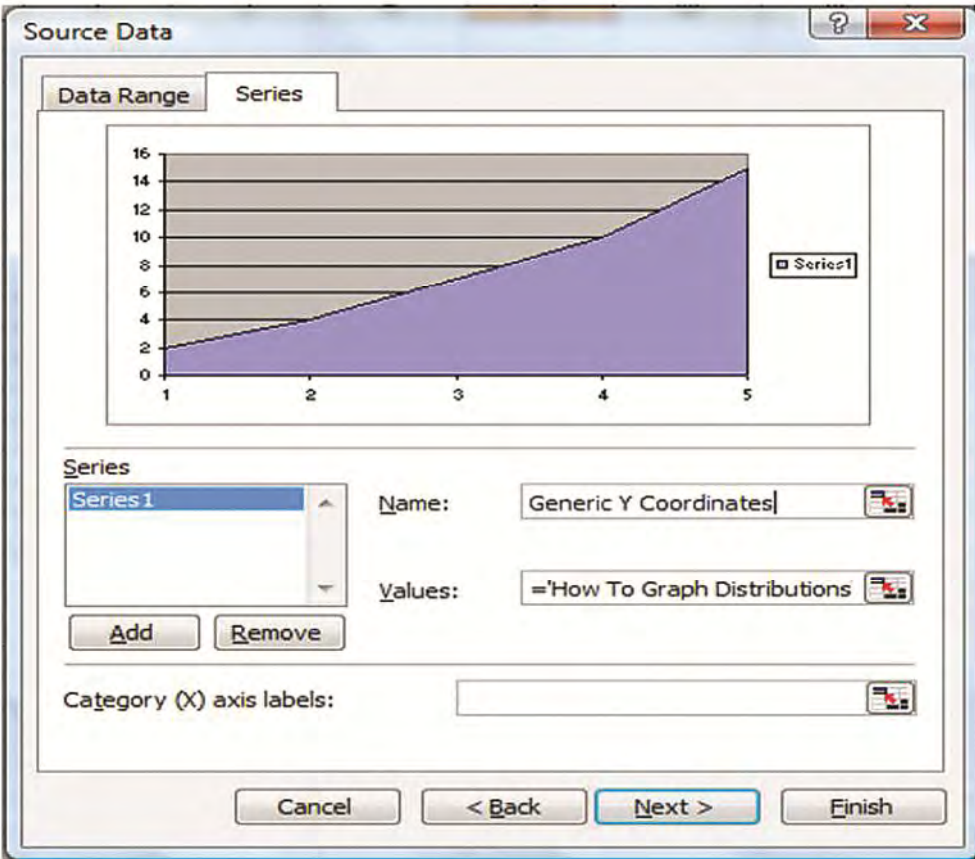 Source Data
?
Data Range Series
16
14
12
10
8
6
4
2
0
1 2 3 4 5
Series1
Series
Series1
Name: Generic Y Coordinates
Values: ='How To Graph Distributions
Add Remove
Category (X) axis labels:
Cancel < Back Next > Finish